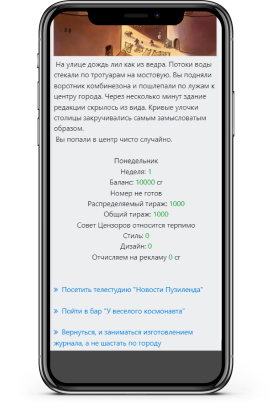 На улице дождь лил как из ведра. Потоки воды
стекали по тротуарам на мостовую. Вы подняли
воротник комбинезона и пошлепали по лужам к
центру города. Через несколько минут здание
редакции скрылось из вида. Кривые улочки
столицы закручивались самым замысловатым
образом.
Вы попали в центр чисто случайно.
Понедельник
Неделя: 1
Баланс: 10000 cr
Номер не готов
Распределяемый тираж: 1000
Общий тираж: 1000
Совет Цензоров относится терпимо
Стиль: 0
Дизайн: 0
Отчисляем на рекламу 0 cr
» Посетить телестудию "Новости Пузиленда"
» Пойти в бар "У веселого космонавта"
» Вернуться, и заниматься изготовлением
журнала, а не шастать по городу